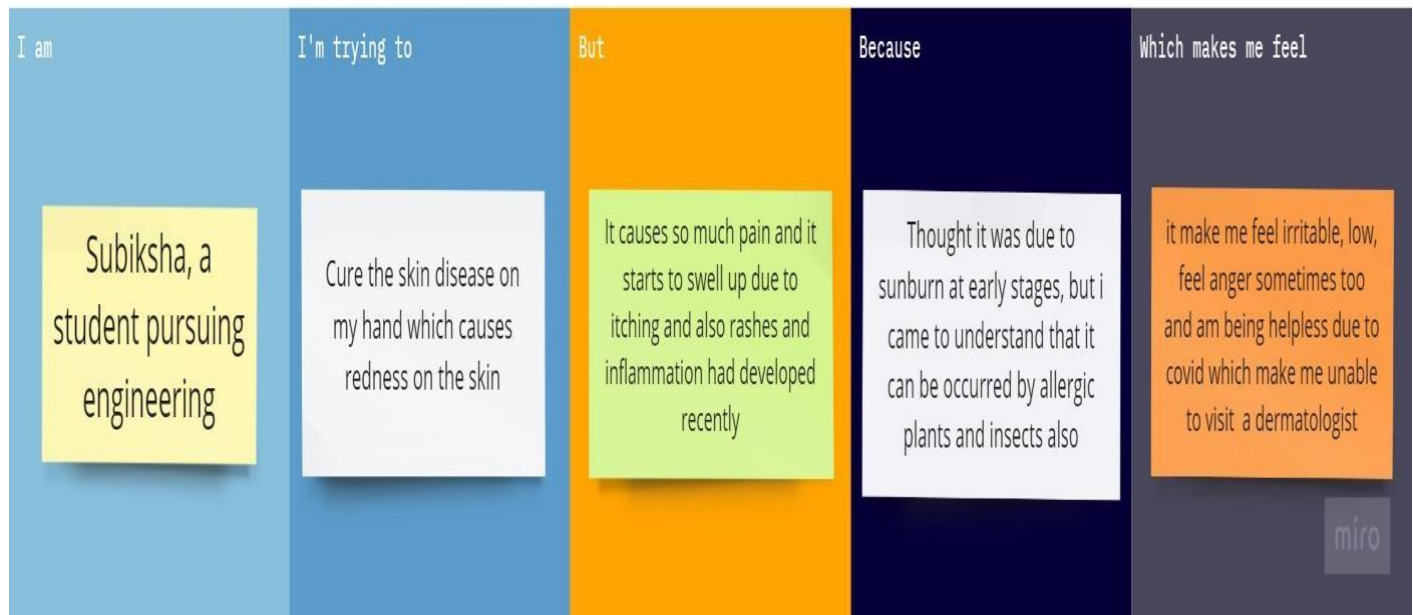 I am
Subiksha, a
student pursuing
engineering
I'm trying to
Cure the skin disease on
my hand which causes
redness on the skin
But
It causes so much pain and it
starts to swell up due to
itching and also rashes and
inflammation had developed
recently
Because
Thought it was due to
sunburn at early stages, but i
came to understand that it
can be occurred by allergic
plants and insects also
Which makes me feel
it make me feel irritable, low,
feel anger sometimes too
and am being helpless due to
covid which make me unable
to visit a dermatologist
miro